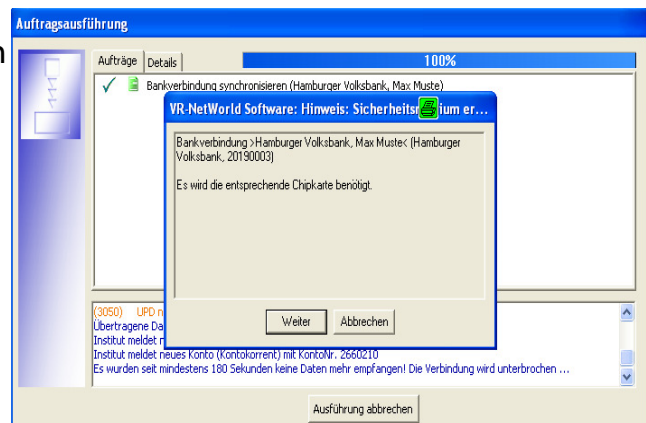 Auftragsausführung
n
Aufträge Details 100%
Bankverbindung synchronisieren (Hamburger Volksbank, Max Muste)
VR-NetWorld Software: Hinweis: ium er...
Bankverbindung >Hamburger Volksbank, Max Muste< (Hamburger
Volksbank, 20190003)
Es wird die entsprechende Chipkarte benötigt.
Weiter Abbrechen
(3050) UPD n
Übertragene Da
Institut meldet
Institut meldet neues Konto (Kontokorrent) mit KontoNr. 2660210
Es wurden seit mindestens 180 Sekunden keine Daten mehr empfangen! Die Verbindung wird unterbrochen ...
Ausführung abbrechen